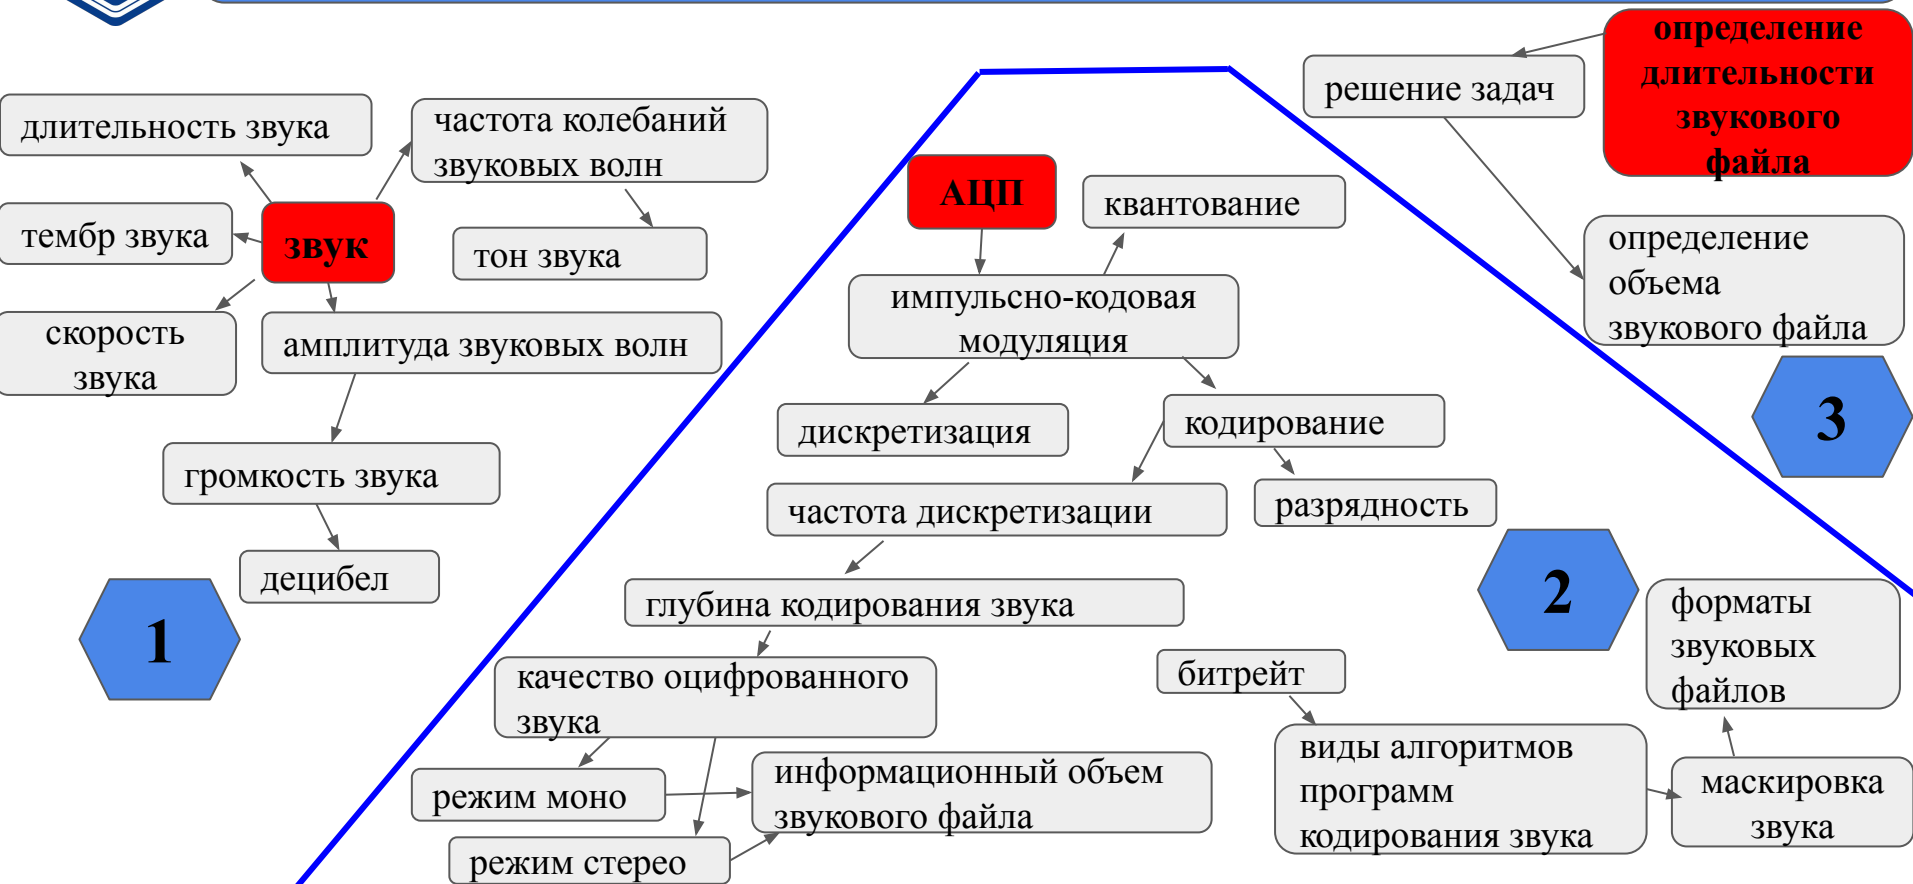 длительность звука
частота колебаний
звуковых волн
тембр звука
звук
тон звука
скорость
звука
амплитуда звуковых волн
громкость звука
децибел
1
АЦП
квантование
импульсно-кодовая
модуляция
дискретизация
кодирование
частота дискретизации
разрядность
глубина кодирования звука
качество оцифрованного
звука
режим моно
режим стерео
информационный объем
звукового файла
2
битрейт
виды алгоритмов
программ
кодирования звука
маскировка
звука
форматы
звуковых
файлов
определение
длительности
звукового
файла
решение задач
определение
объема
звукового файла
3